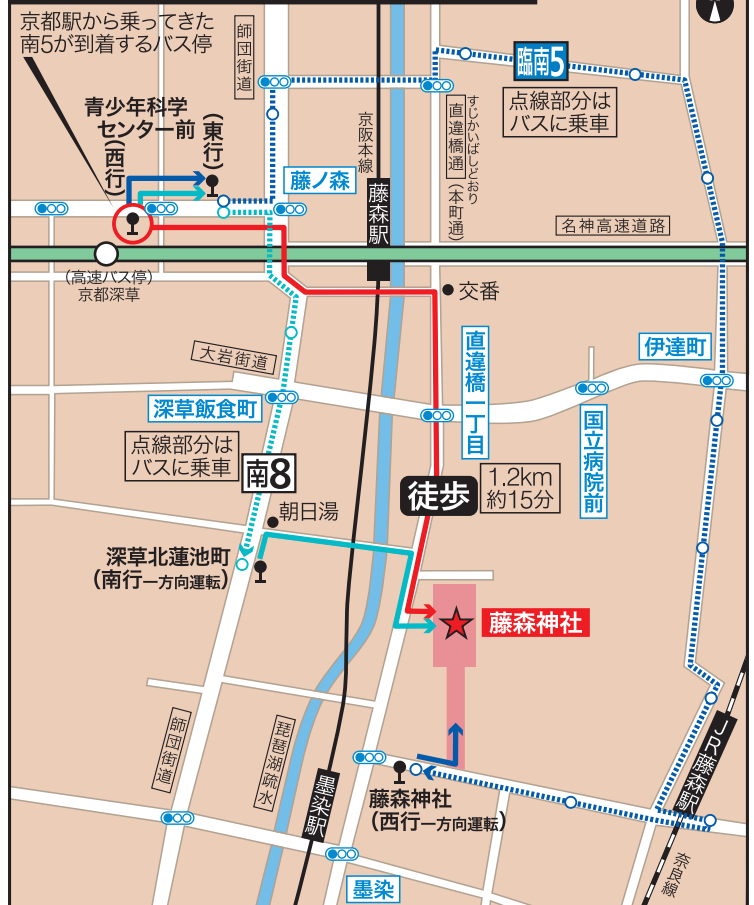 京都駅から乗ってきた
南5が到着するバス停
師団街道
臨南5
点線部分は
バスに乗車
青少年科学
センター前
(西行)
(東行)
京阪本線
直違橋通
すじかいばしどおり
(本町通)
藤ノ森
藤森駅
名神高速道路
(高速バス停)
京都深草
交番
大岩街道
直違橋一丁目
伊達町
深草飯食町
国立病院前
点線部分は
バスに乗車
南8
徒歩
1.2km
約15分
朝日湯
深草北蓮池町
(南行一方向運転)
藤森神社
師団街道
琵琶湖疏水
墨染駅
藤森神社
(西行一方向運転)
JR藤森駅
奈良線
墨染